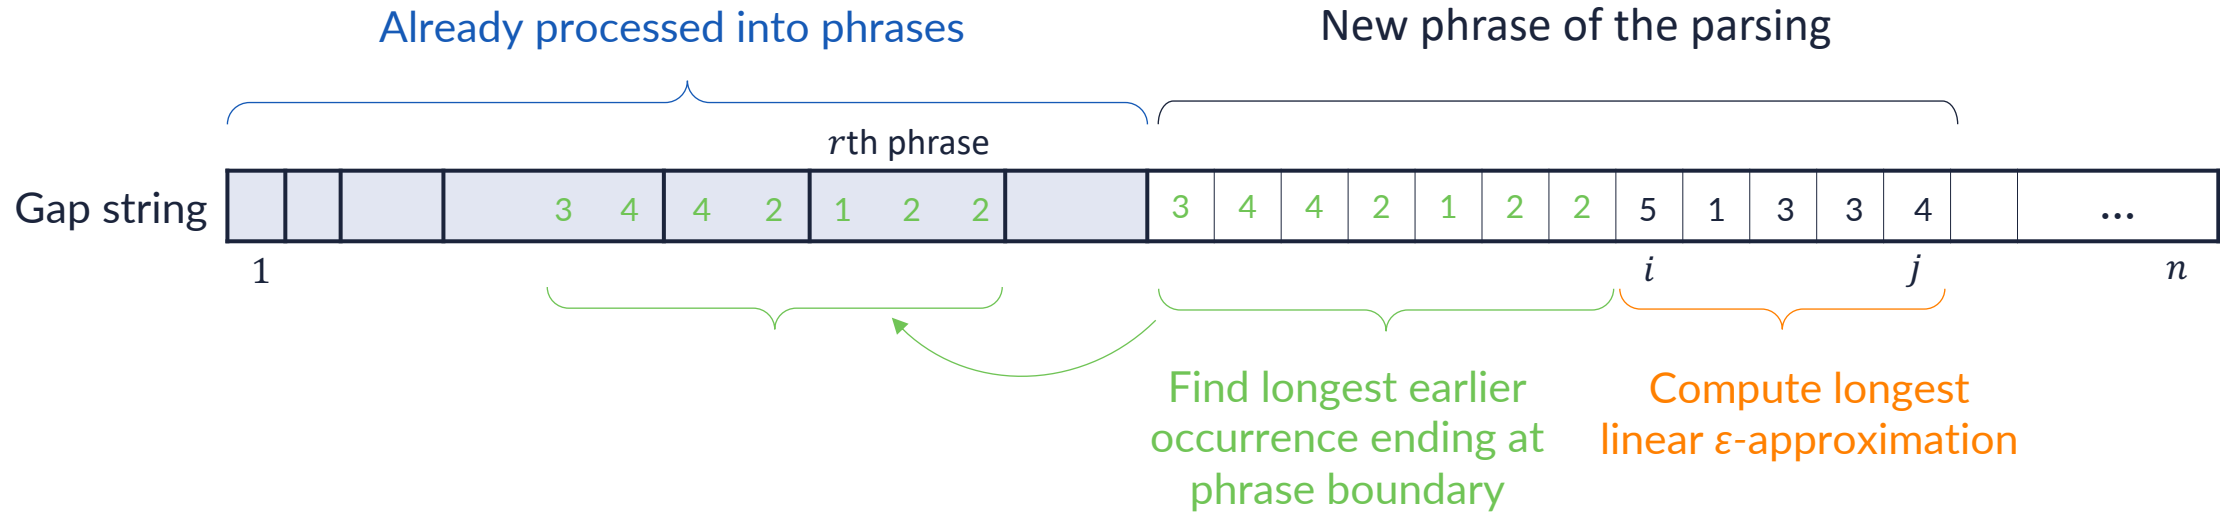 Already processed into phrases
New phrase of the parsing
rth phrase
Gap string 3 4 4 2 1 2 2 3 4 4 2 1 2 2 5 1 3 3 4 ...
1 i j n
Find longest earlier
occurrence ending at
phrase boundary
Compute longest
linear ε-approximation